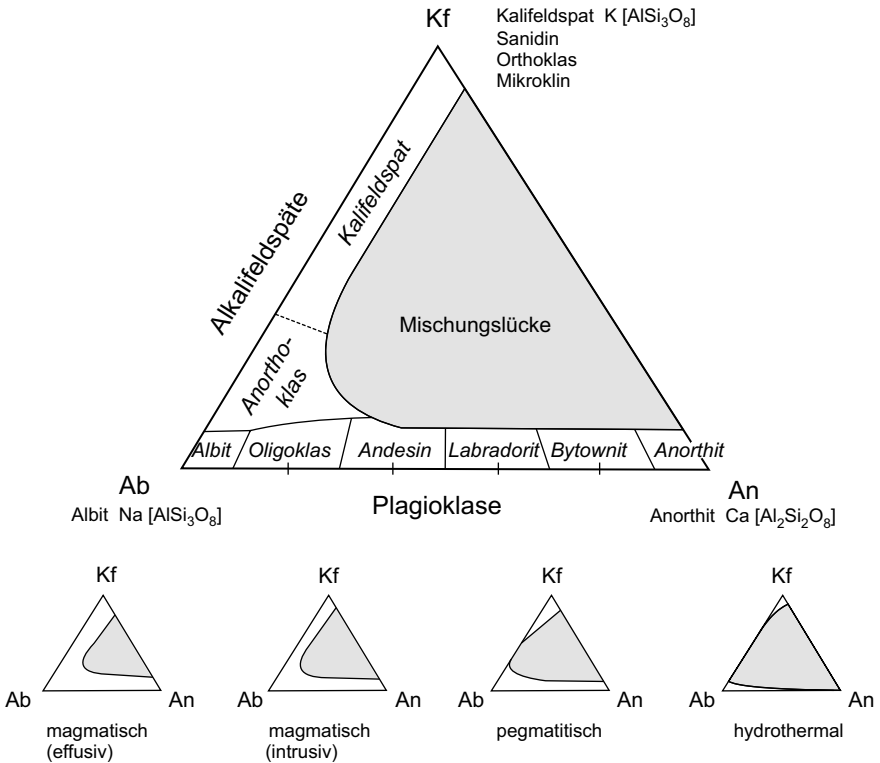 Kf
Kalifeldspat K [AlSi₃O₈]
Sanidin
Orthoklas
Mikroklin
Alkalifeldspäte
Kalifeldspat
Mischungslücke
Anortho-
klas
Albit
Oligoklas
Andesin
Labradorit
Bytownit
Anorthit
Ab
Albit Na [AlSi₃O₈]
Plagioklase
An
Anorthit Ca [Al₂Si₂O₈]
Kf
Ab
An
magmatisch
(effusiv)
Kf
Ab
An
magmatisch
(intrusiv)
Kf
Ab
An
pegmatitisch
Kf
Ab
An
hydrothermal